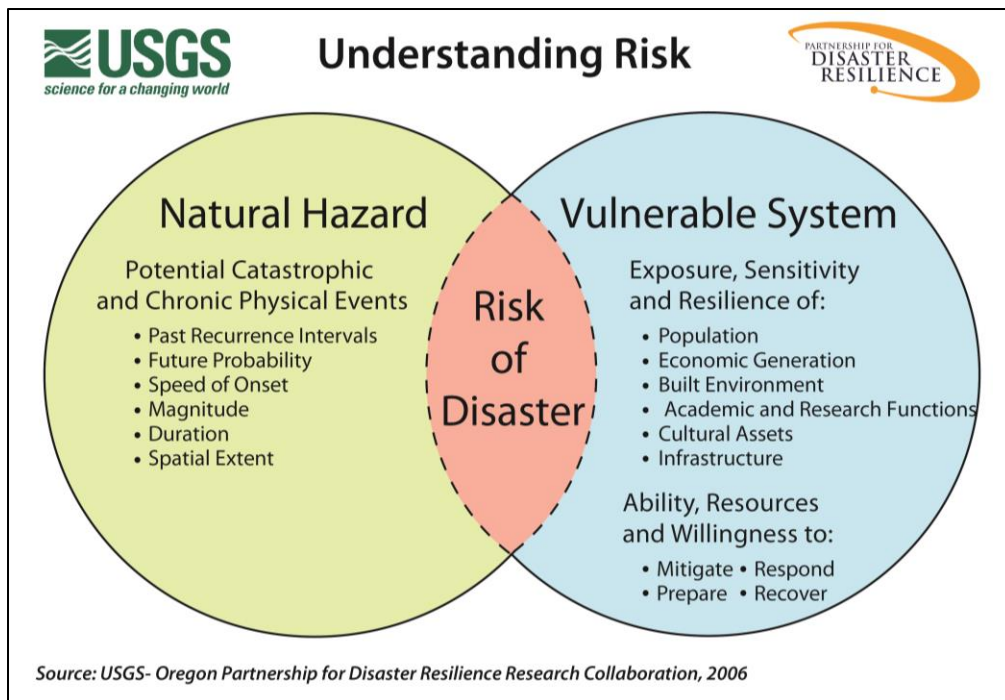 USGS
science for a changing world
Understanding Risk
PARTNERSHIP FOR
DISASTER
RESILIENCE
Natural Hazard
Potential Catastrophic
and Chronic Physical Events
• Past Recurrence Intervals
• Future Probability
• Speed of Onset
• Magnitude
• Duration
• Spatial Extent
Risk
of
Disaster
Vulnerable System
Exposure, Sensitivity
and Resilience of:
• Population
• Economic Generation
• Built Environment
• Academic and Research Functions
• Cultural Assets
• Infrastructure
Ability, Resources
and Willingness to:
• Mitigate • Respond
• Prepare • Recover
Source: USGS- Oregon Partnership for Disaster Resilience Research Collaboration, 2006